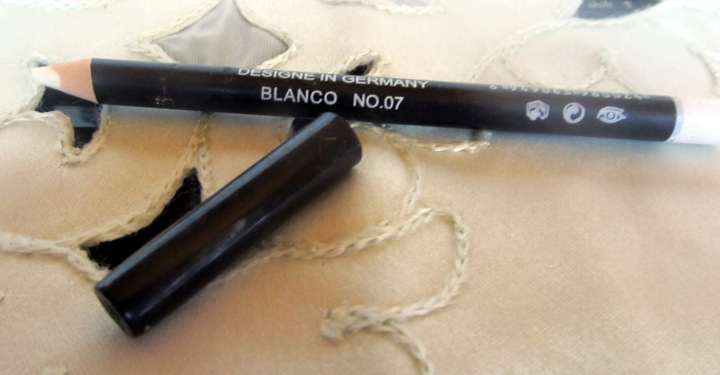 DESIGNE IN GERMANY
BLANCO NO.07